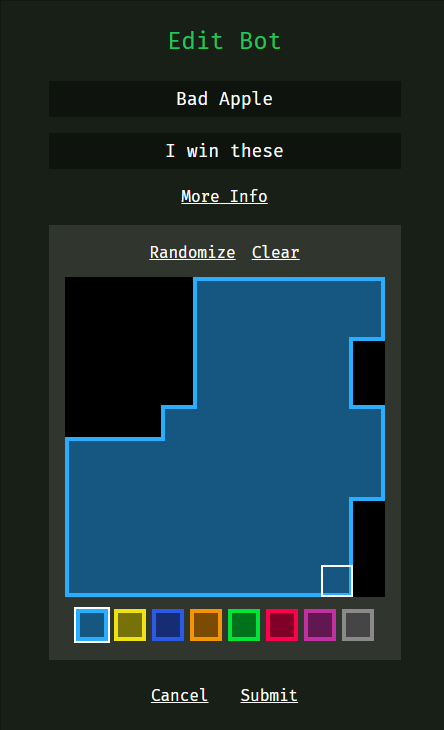 Edit Bot
Bad Apple
I win these
More Info
Randomize Clear
Cancel Submit